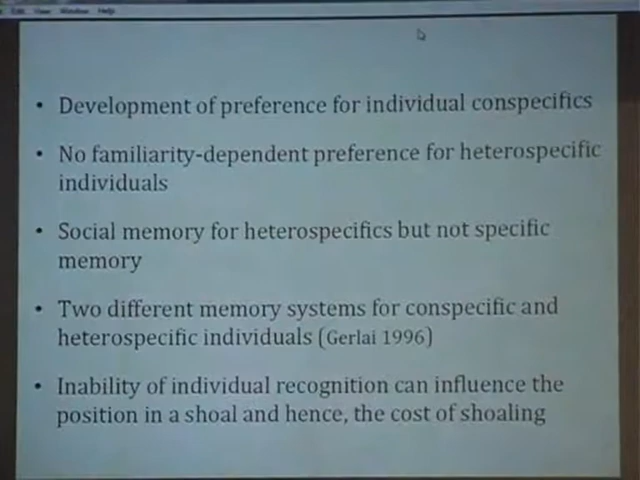 Edit View Window Help
• Development of preference for individual conspecifics
• No familiarity-dependent preference for heterospecific
individuals
• Social memory for heterospecifics but not specific
memory
• Two different memory systems for conspecific and
heterospecific individuals (Gerlai 1996)
• Inability of individual recognition can influence the
position in a shoal and hence, the cost of shoaling